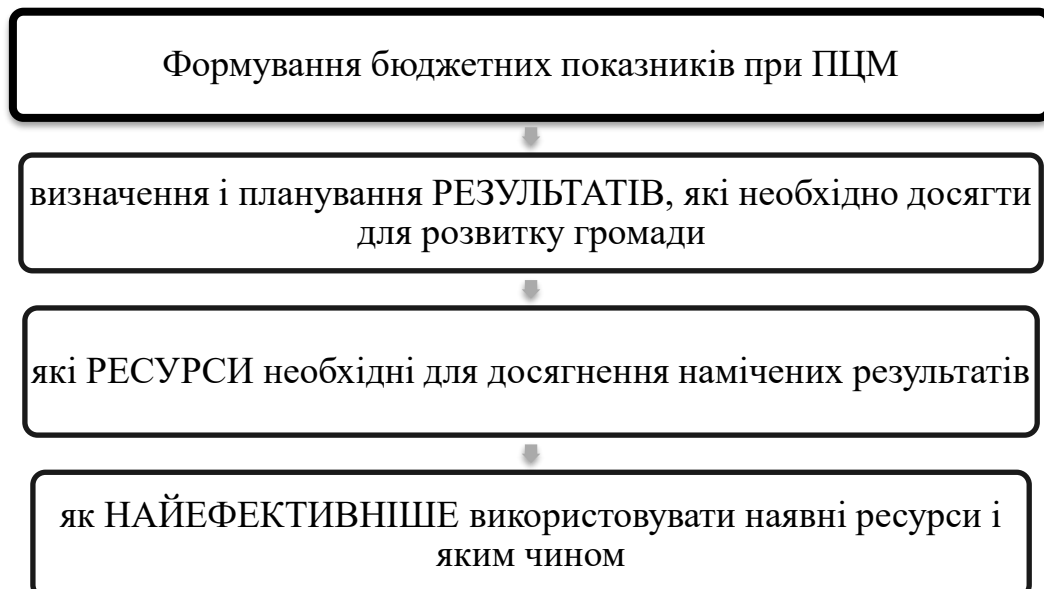 Формування бюджетних показників при ПЦМ
визначення і планування РЕЗУЛЬТАТІВ, які необхідно досягти
для розвитку громади
які РЕСУРСИ необхідні для досягнення намічених результатів
як НАЙЕФЕКТИВНІШЕ використовувати наявні ресурси і
яким чином